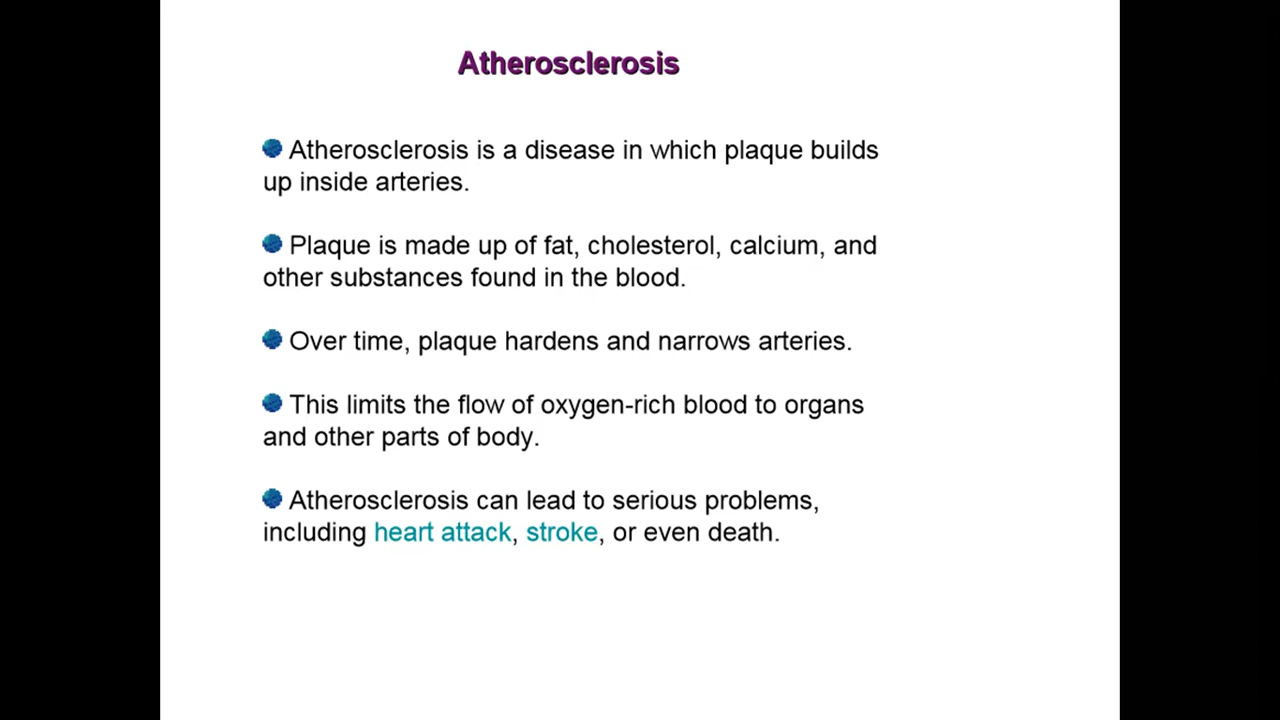 Atherosclerosis
Atherosclerosis is a disease in which plaque builds
up inside arteries.
Plaque is made up of fat, cholesterol, calcium, and
other substances found in the blood.
Over time, plaque hardens and narrows arteries.
This limits the flow of oxygen-rich blood to organs
and other parts of body.
Atherosclerosis can lead to serious problems,
including heart attack, stroke, or even death.